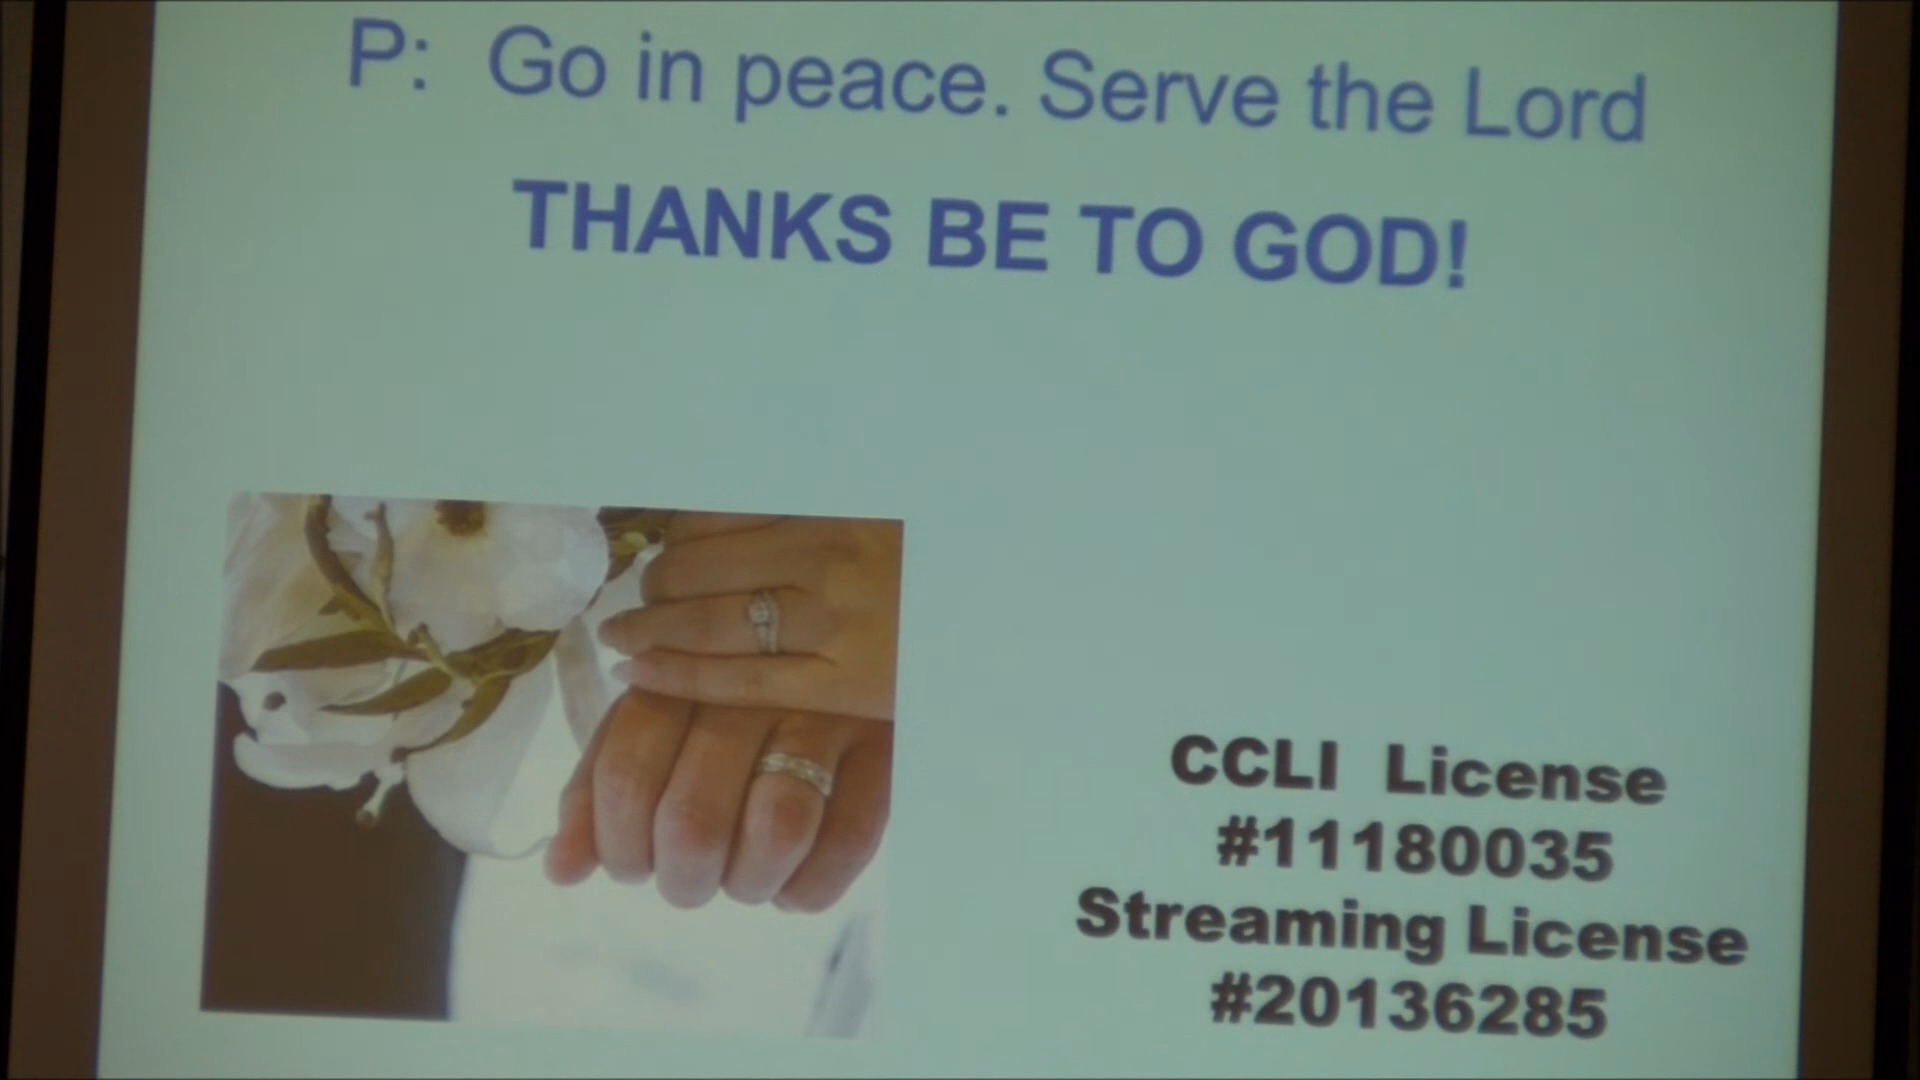 P: Go in peace. Serve the Lord
THANKS BE TO GOD!
CCLI License
#11180035
Streaming License
#20136285